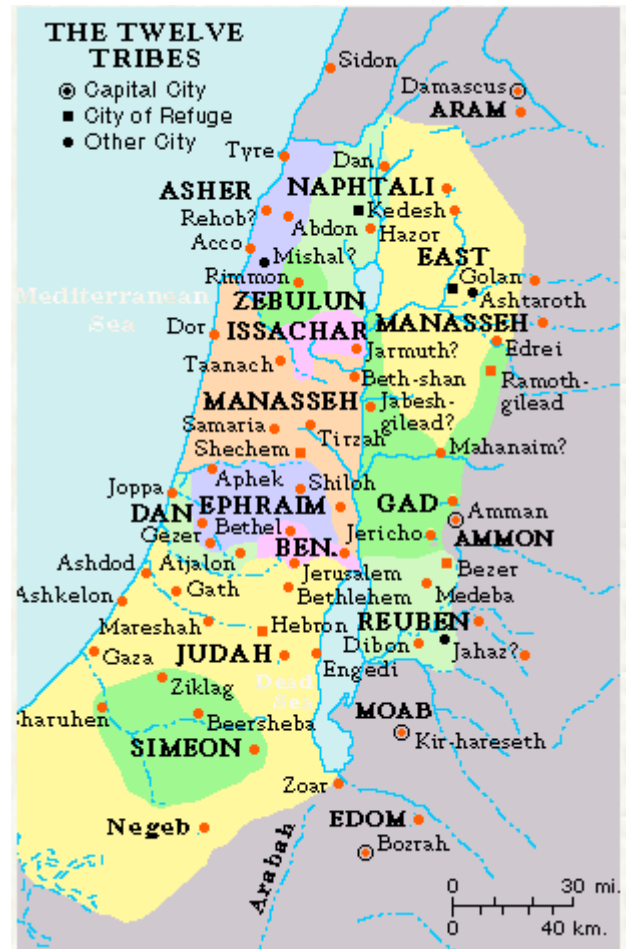 THE TWELVE
TRIBES
Capital City
City of Refuge
Other City
Sidon
Damascus
ARAM
Tyre
Dan
ASHER
NAPHTALI
Rehob?
Kedesh
Abdon
Hazor
Acco
Mishal?
EAST
Rimmon
Golan
Mediterranean
Sea
ZEBULUN
Ashtaroth
Dor
ISSACHAR
MANASSEH
Taanach
Jarmuth?
Edrei
Beth-shan
Ramoth-
gilead
MANASSEH
Jabesh-
gilead?
Samaria
Tirzah
Shechem
Mahanaim?
Aphek
Shiloh
Joppa
EPHRAIM
GAD
DAN
Bethel
Amman
Gezer
Jericho
AMMON
BEN.
Ashdod
Aijalon
Jerusalem
Bezer
Gath
Bethlehem
Medeba
Ashkelon
Mareshah
Hebron
REUBEN
Dibon
Gaza
JUDAH
Engedi
Jahaz?
Ziklag
Dead
Sea
Sharuhen
Beersheba
MOAB
SIMEON
Kir-hareseth
Zoar
Negeb
EDOM
Arabah
Bozrah
0 30 mi.
0 40 km.